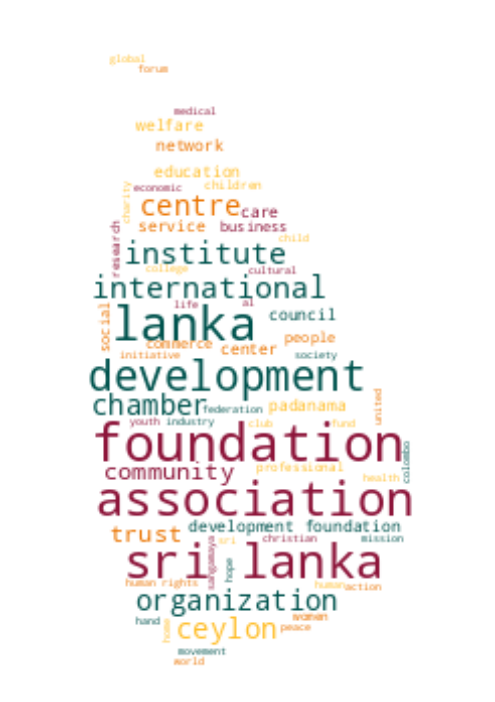 global
forum
medical
welfare
network
education
economic children
charity
centre care
service business
research
child
institute
college cultural
international
life al
social
lanka council
commerce people
initiative center society
development
chamber federation padanama
united
youth industry club fund
foundation
colombo
community professional
health
association
trust development foundation
sri christian mission
sangamaya
sri lanka
hope
human rights human action
organization
hand women
home
ceylon peace
movement
world